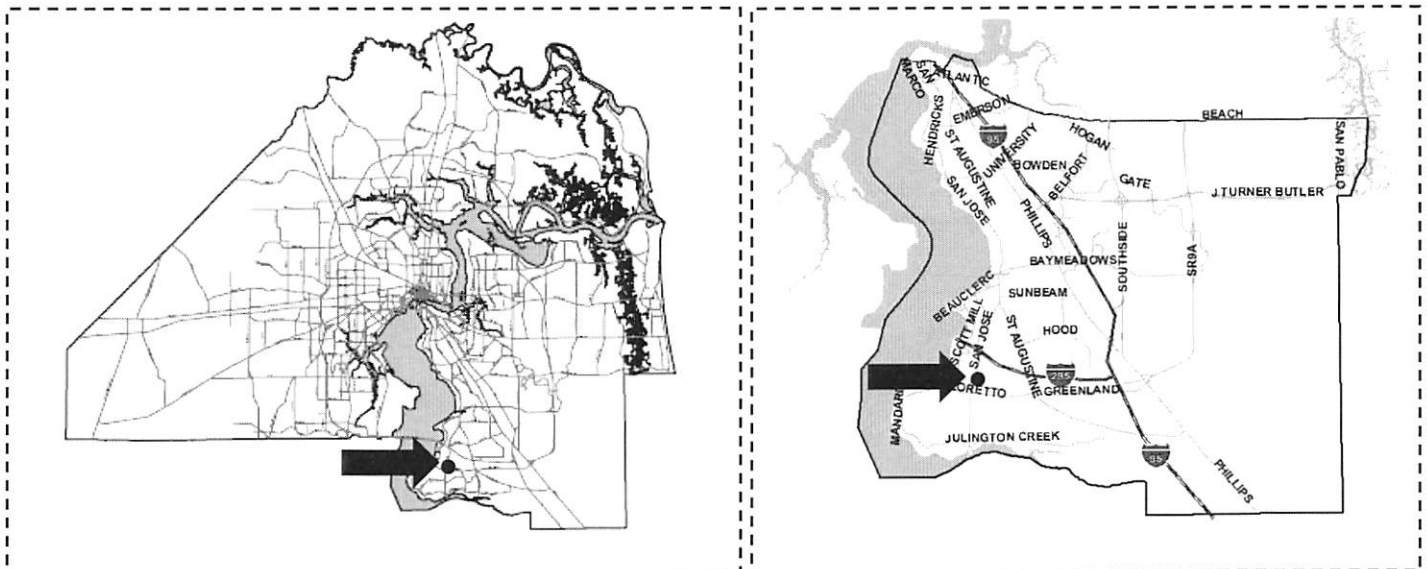 SAN
MARCO
ATLANTIC
EMERSON
HENDRICKS
ST AUGUSTINE
UNIVERSITY
95
HOGAN
BEACH
SAN PABLO
BOWDEN
BELFORT
GATE
J.TURNER BUTLER
SAN JOSE
PHILLIPS
SOUTHSIDE
SR9A
BAYMEADOWS
BEAUCLERC
SUNBEAM
SCOTT MILL
SAN JOSE
ST AUGUSTINE
HOOD
295
LORETTO
GREENLAND
JULINGTON CREEK
95
PHILLIPS